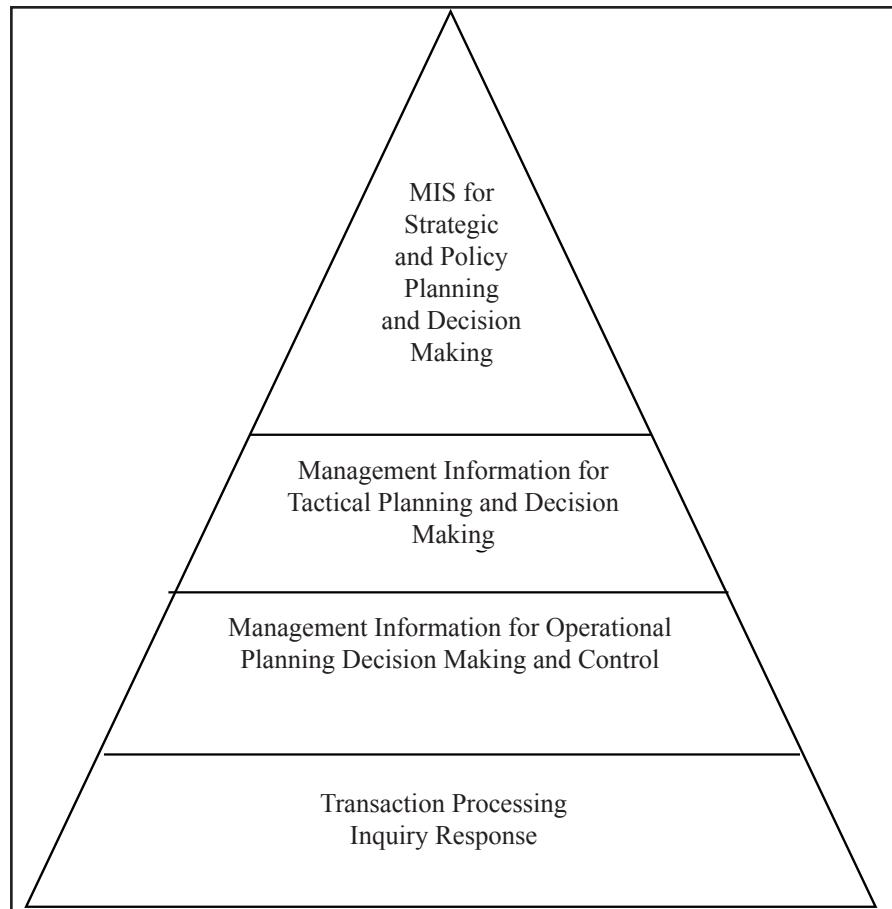 MIS for
Strategic
and Policy
Planning
and Decision
Making
Management Information for
Tactical Planning and Decision
Making
Management Information for Operational
Planning Decision Making and Control
Transaction Processing
Inquiry Response